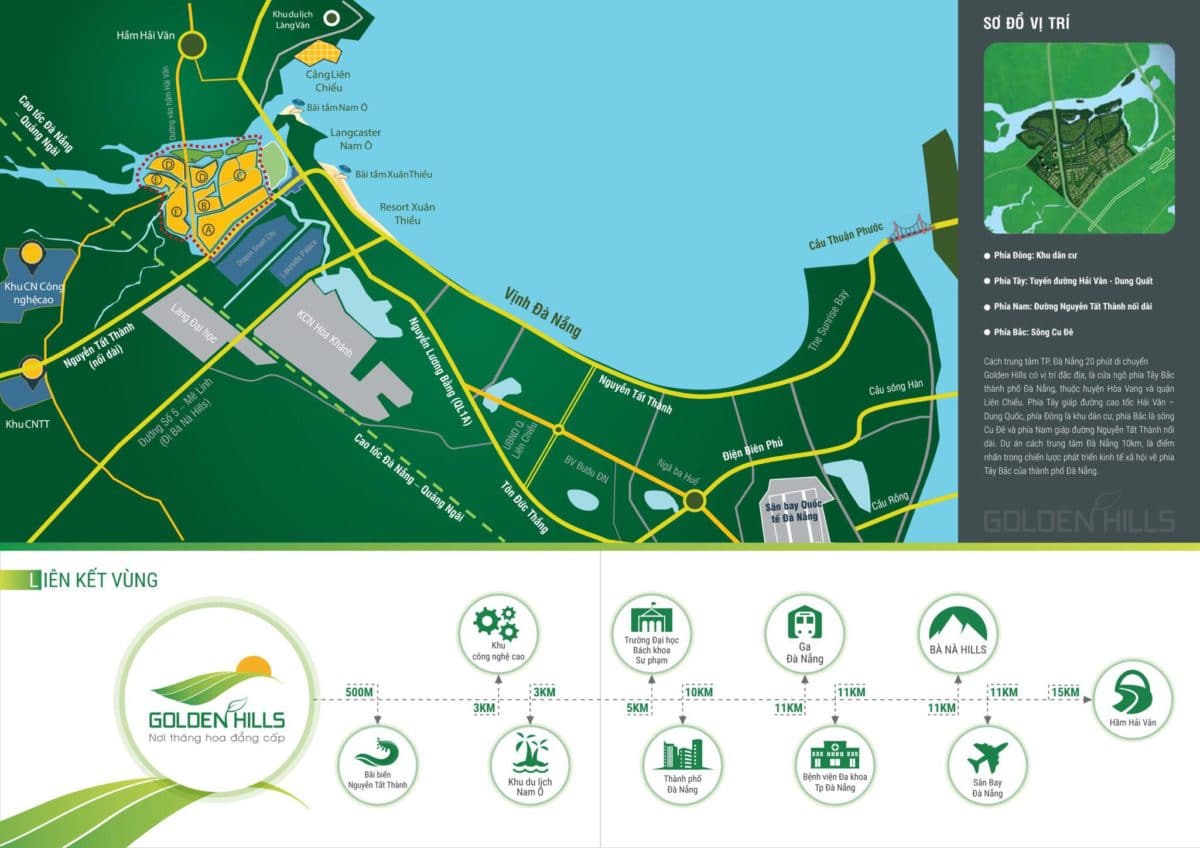 Khu du lịch
Làng Vân
Hầm Hải Vân
Cảng Liên
Chiểu
Đường vào hầm Hải Vân
Bãi tắm Nam Ô
Cao tốc Đà Nẵng
– Quảng Ngãi
Langcaster
Nam Ô
Bãi tắm Xuân Thiều
Resort Xuân
Thiều
D
D
C
F
B
E
A
Dragon Smart City
Lakeside Palace
Khu CN Công
nghệ cao
Nguyễn Tất Thành
(nối dài)
Làng Đại học
KCN Hòa Khánh
Khu CNTT
Đường Số 5 – Mê Linh
(Đi Bà Nà Hills)
Nguyễn Lương Bằng (QL1A)
Vịnh Đà Nẵng
Nguyễn Tất Thành
Cầu Thuận Phước
The Sunrise Bay
Cầu sông Hàn
Điện Biên Phủ
UBND Q.
Liên Chiểu
BV Bướu ĐN
Ngã ba Huế
Cao tốc Đà Nẵng – Quảng Ngãi
Tôn Đức Thắng
Sân bay Quốc
tế Đà Nẵng
Cầu Rồng
SƠ ĐỒ VỊ TRÍ
Phía Đông: Khu dân cư
Phía Tây: Tuyến đường Hải Vân - Dung Quất
Phía Nam: Đường Nguyễn Tất Thành nối dài
Phía Bắc: Sông Cu Đê
Cách trung tâm TP. Đà Nẵng 20 phút di chuyển
Golden Hills có vị trí đắc địa, là cửa ngõ phía Tây Bắc
thành phố Đà Nẵng, thuộc huyện Hòa Vang và quận
Liên Chiểu. Phía Tây giáp đường cao tốc Hải Vân –
Dung Quốc, phía Đông là khu dân cư, phía Bắc là sông
Cu Đê và phía Nam giáp đường Nguyễn Tất Thành nối
dài. Dự án cách trung tâm Đà Nẵng 10km, là điểm
nhấn trong chiến lược phát triển kinh tế xã hội về phía
Tây Bắc của thành phố Đà Nẵng.
GOLDEN HILLS
LIÊN KẾT VÙNG
GOLDEN HILLS
Nơi thăng hoa đẳng cấp
Khu
công nghệ cao
Trường Đại học
Bách khoa
Sư phạm
Ga
Đà Nẵng
BÀ NÀ HILLS
500M
3KM
3KM
5KM
10KM
11KM
11KM
11KM
11KM
15KM
Hầm Hải Vân
Bãi biển
Nguyễn Tất Thành
Khu du lịch
Nam Ô
Thành phố
Đà Nẵng
Bệnh viện Đa khoa
Tp Đà Nẵng
Sân Bay
Đà Nẵng